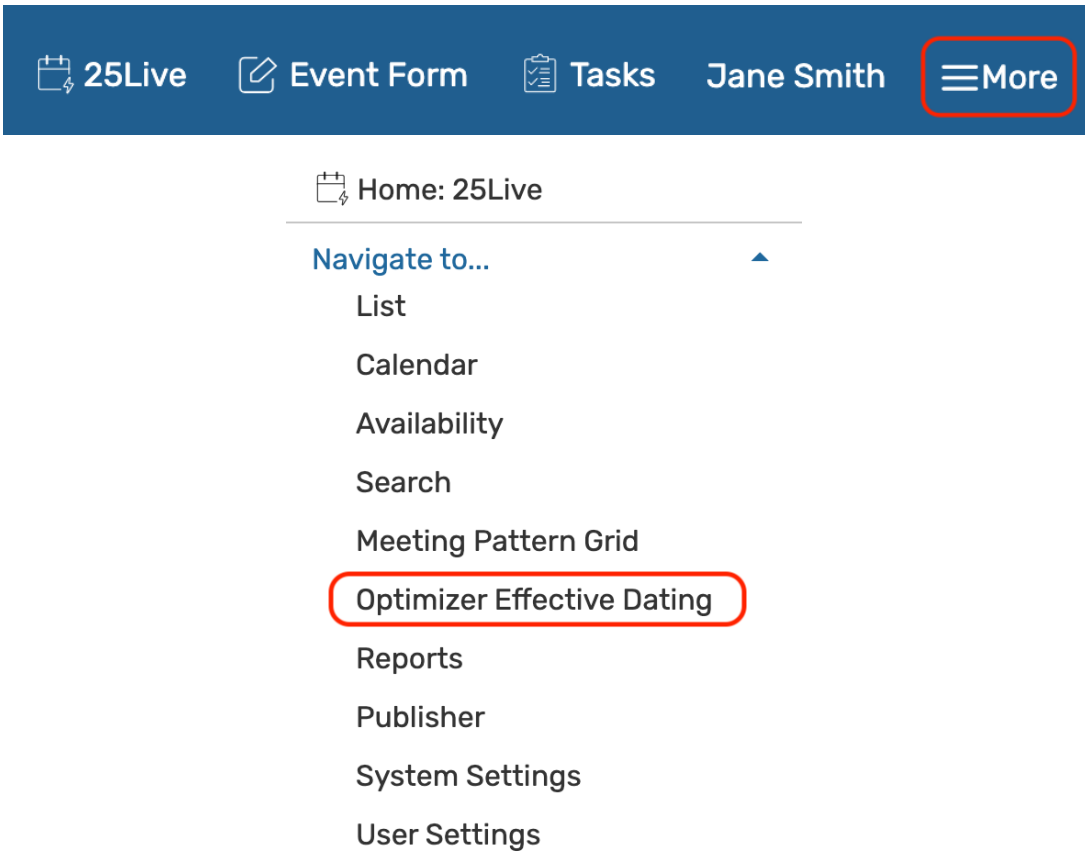 25Live Event Form Tasks Jane Smith More
Home: 25Live
Navigate to...
List
Calendar
Availability
Search
Meeting Pattern Grid
Optimizer Effective Dating
Reports
Publisher
System Settings
User Settings